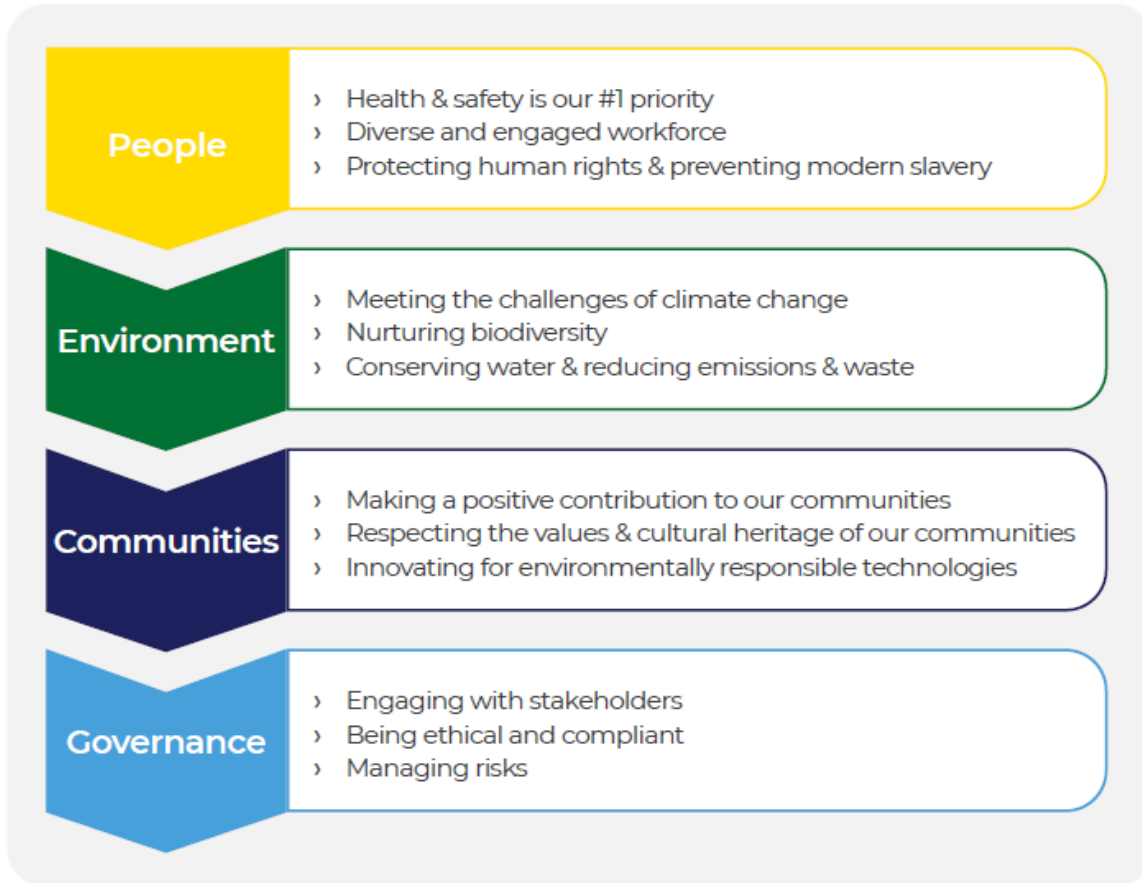 People
› Health & safety is our #1 priority
› Diverse and engaged workforce
› Protecting human rights & preventing modern slavery
Environment
› Meeting the challenges of climate change
› Nurturing biodiversity
› Conserving water & reducing emissions & waste
Communities
› Making a positive contribution to our communities
› Respecting the values & cultural heritage of our communities
› Innovating for environmentally responsible technologies
Governance
› Engaging with stakeholders
› Being ethical and compliant
› Managing risks